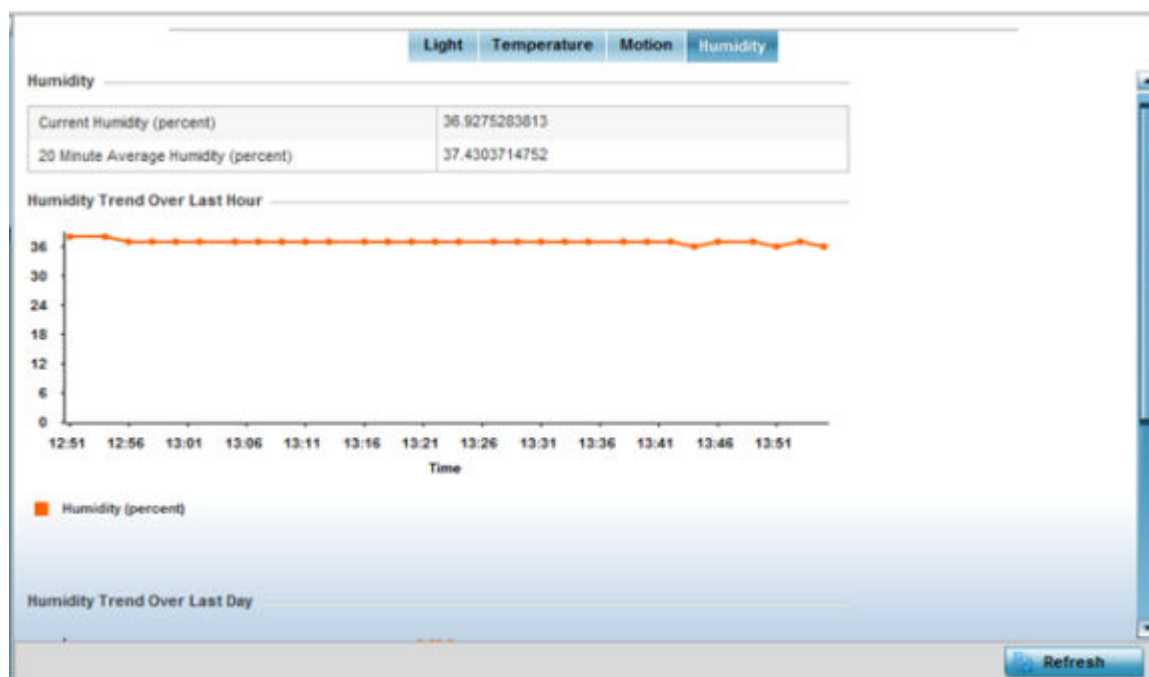 Light Temperature Motion Humidity
Humidity
Current Humidity (percent) 36.9275283813
20 Minute Average Humidity (percent) 37.4303714752
Humidity Trend Over Last Hour
36
30
24
18
12
6
0
12:51 12:56 13:01 13:06 13:11 13:16 13:21 13:26 13:31 13:36 13:41 13:46 13:51
Time
Humidity (percent)
Humidity Trend Over Last Day
Refresh